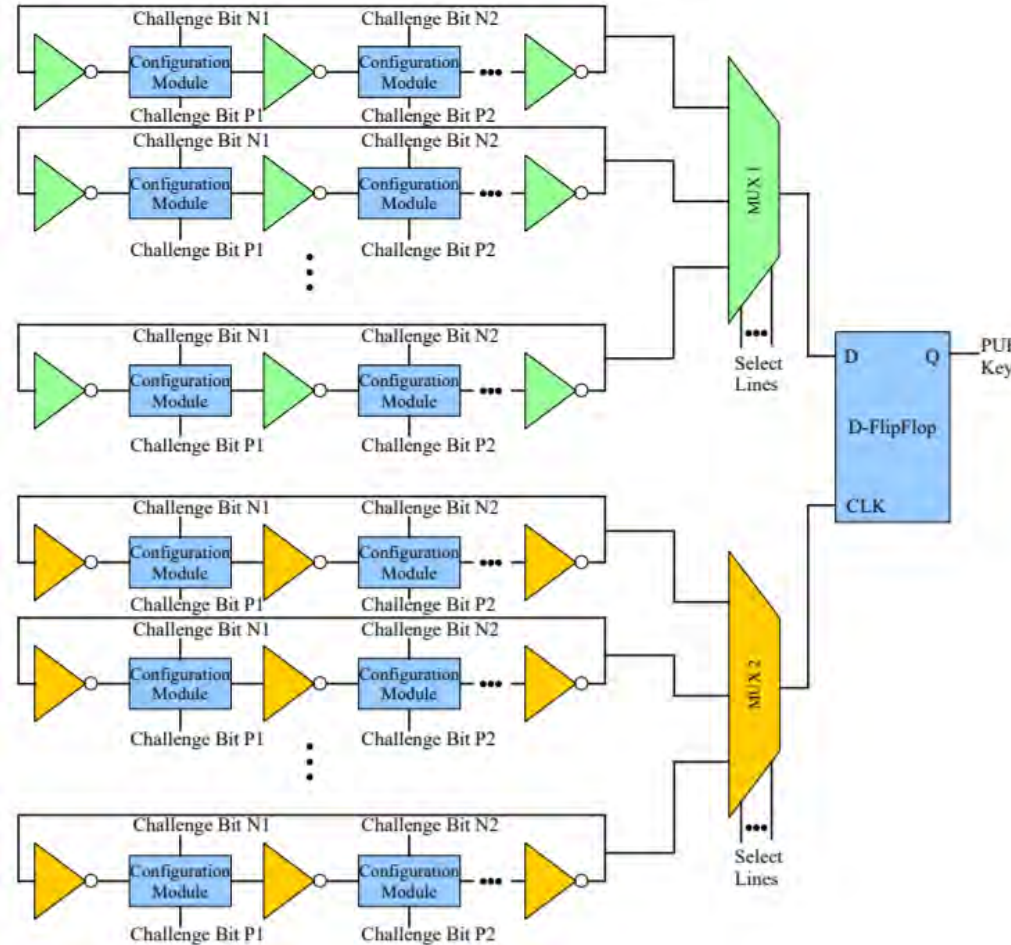 Challenge Bit N1 Challenge Bit N2
Configuration Module Configuration Module
Challenge Bit P1 Challenge Bit P2
Challenge Bit N1 Challenge Bit N2
Configuration Module Configuration Module
Challenge Bit P1 Challenge Bit P2
MUX 1
Select
Lines
Challenge Bit N1 Challenge Bit N2
Configuration Module Configuration Module
Challenge Bit P1 Challenge Bit P2
D Q
D-FlipFlop
CLK
PUF
Key
Challenge Bit N1 Challenge Bit N2
Configuration Module Configuration Module
Challenge Bit P1 Challenge Bit P2
Challenge Bit N1 Challenge Bit N2
Configuration Module Configuration Module
Challenge Bit P1 Challenge Bit P2
MUX 2
Select
Lines
Challenge Bit N1 Challenge Bit N2
Configuration Module Configuration Module
Challenge Bit P1 Challenge Bit P2